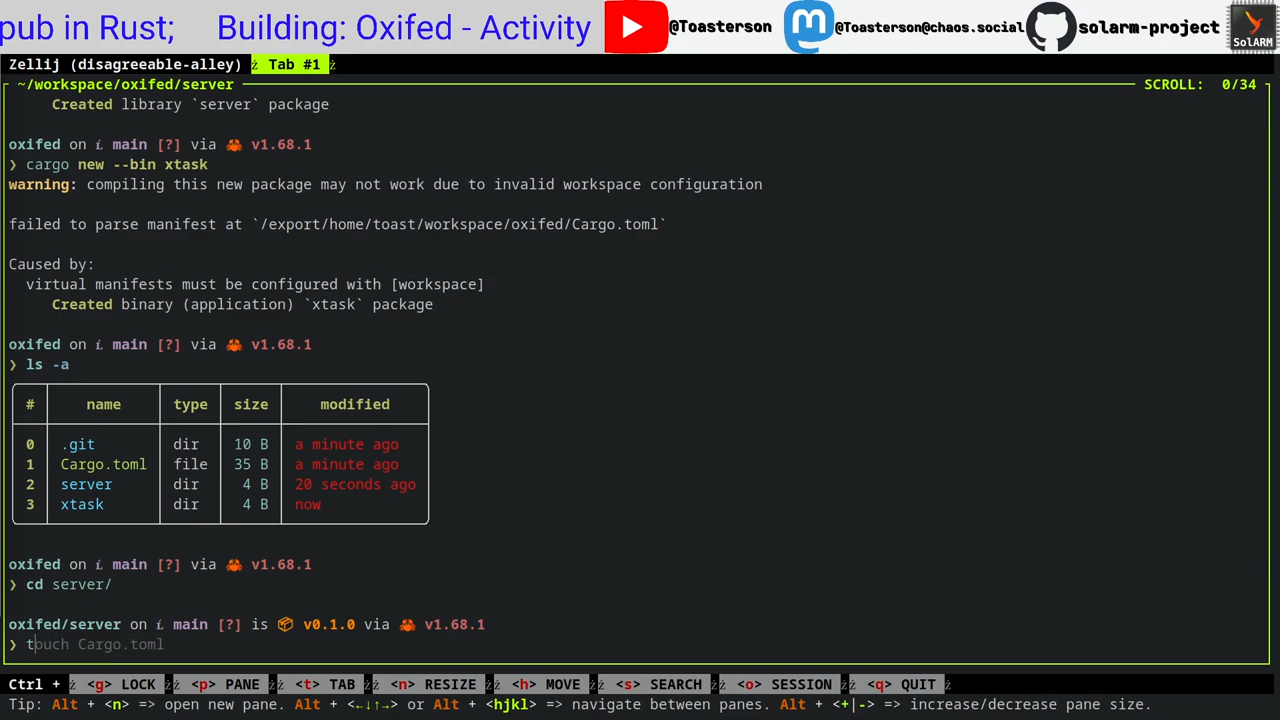 pub in Rust; Building: Oxifed - Activity @Toasterson @Toasterson@chaos.social solarm-project SolARM
Zellij (disagreeable-alley) Tab #1
~/workspace/oxifed/server SCROLL: 0/34
Created library `server` package
oxifed on main [?] via 🦀 v1.68.1
❯ cargo new --bin xtask
warning: compiling this new package may not work due to invalid workspace configuration
failed to parse manifest at `/export/home/toast/workspace/oxifed/Cargo.toml`
Caused by:
virtual manifests must be configured with [workspace]
Created binary (application) `xtask` package
oxifed on main [?] via 🦀 v1.68.1
❯ ls -a
# name type size modified
0 .git dir 10 B a minute ago
1 Cargo.toml file 35 B a minute ago
2 server dir 4 B 20 seconds ago
3 xtask dir 4 B now
oxifed on main [?] via 🦀 v1.68.1
❯ cd server/
oxifed/server on main [?] is 📦 v0.1.0 via 🦀 v1.68.1
❯ touch Cargo.toml
Ctrl + <g> LOCK <p> PANE <t> TAB <n> RESIZE <h> MOVE <s> SEARCH <o> SESSION <q> QUIT
Tip: Alt + <n> => open new pane. Alt + <←↓↑→> or Alt + <hjkl> => navigate between panes. Alt + <+|-> => increase/decrease pane size.